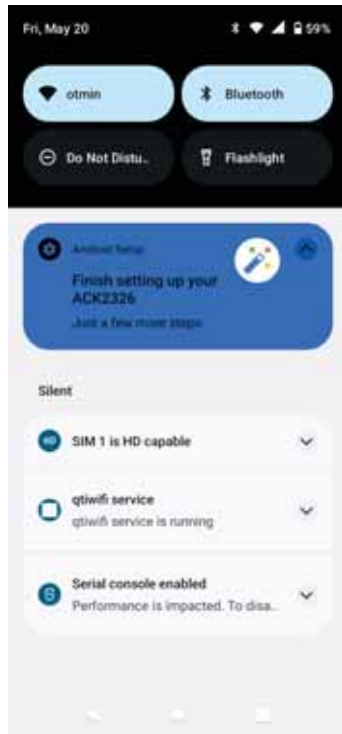 Fri, May 20
59%
otmin
Bluetooth
Do Not Distu..
Flashlight
Android Setup
Finish setting up your
ACK2326
Just a few more steps
Silent
HD
SIM 1 is HD capable
qtiwifi service
qtiwifi service is running
Serial console enabled
Performance is impacted. To disa..